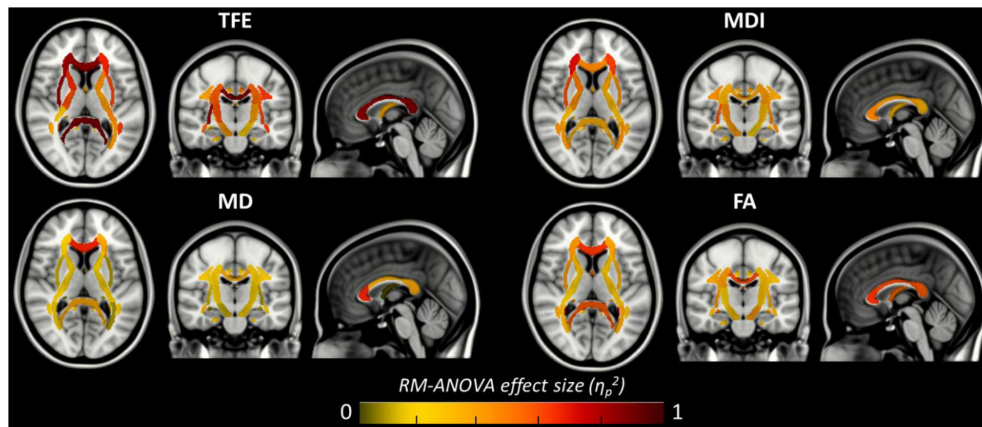 TFE
MDI
MD
FA
RM-ANOVA effect size (ηp²)
0
1